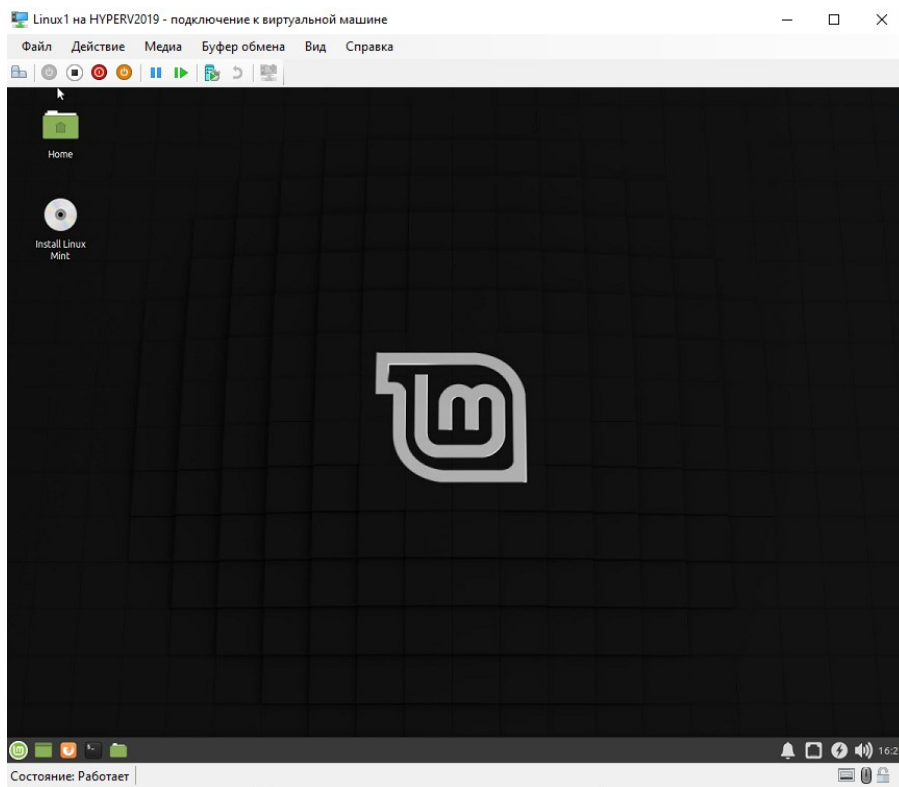 Linux1 на HYPERV2019 - подключение к виртуальной машине
Файл Действие Медиа Буфер обмена Вид Справка
Home
Install Linux
Mint
lm
16:2
Состояние: Работает